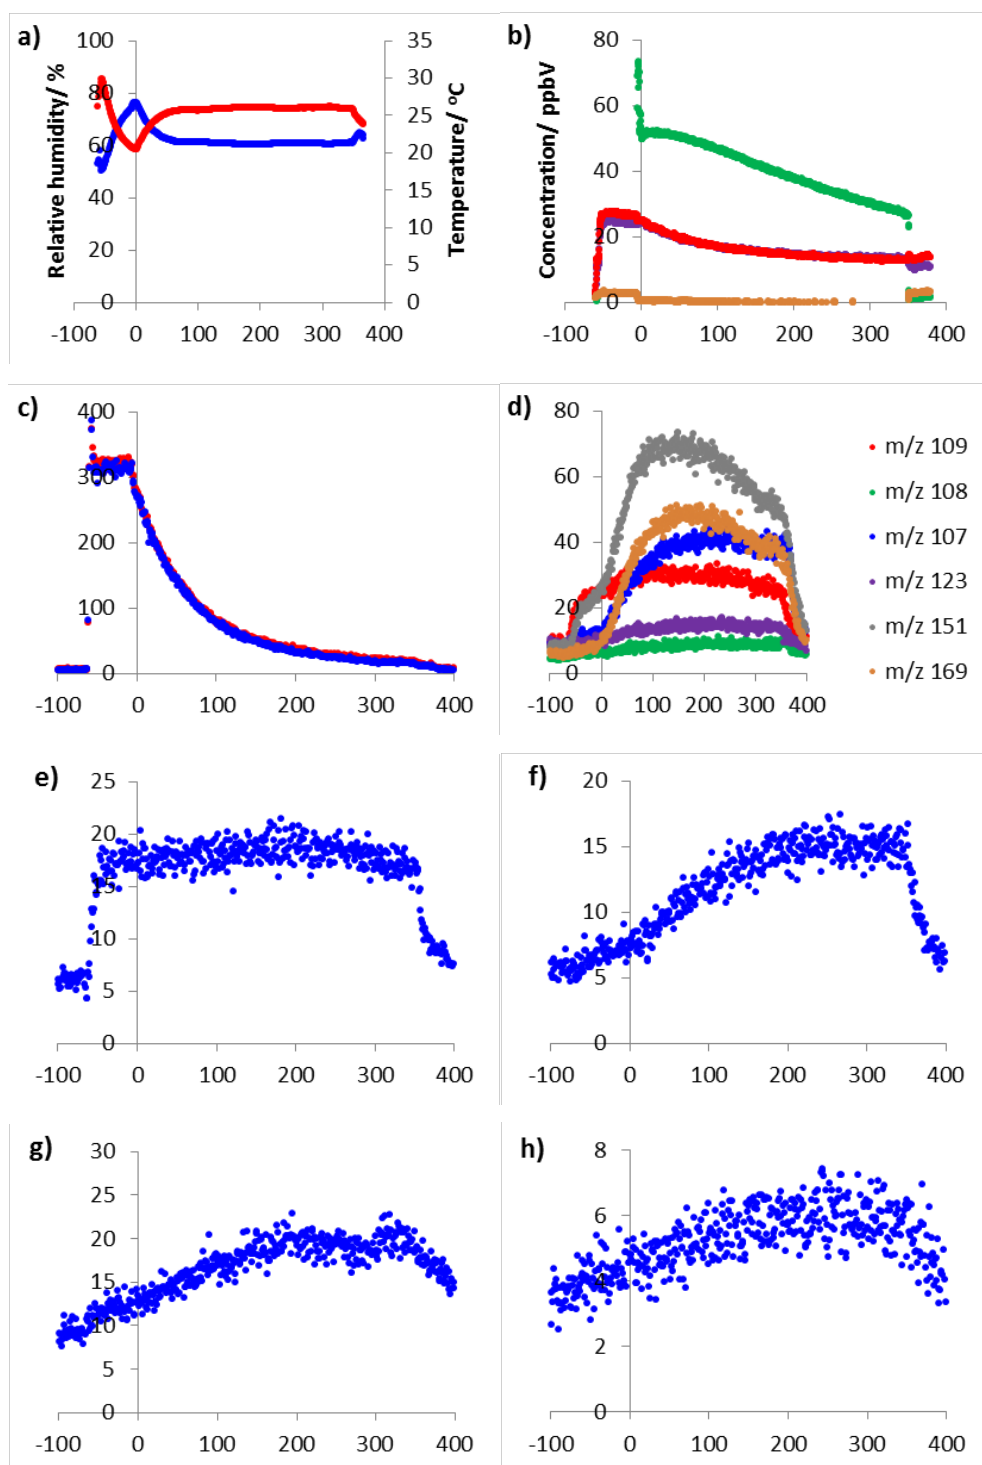 a)
Relative humidity/ %
100
80
60
40
20
0
-100 0 100 200 300 400
35
30
25
20
15
10
5
0
Temperature/ °C
b)
Concentration/ ppbV
80
60
40
20
0
-100 0 100 200 300 400
c)
400
300
200
100
0
-100 0 100 200 300 400
d)
80
60
40
20
0
-100 0 100 200 300 400
m/z 109
m/z 108
m/z 107
m/z 123
m/z 151
m/z 169
e)
25
20
15
10
5
0
-100 0 100 200 300 400
f)
20
15
10
5
0
-100 0 100 200 300 400
g)
30
25
20
15
10
5
0
-100 0 100 200 300 400
h)
8
6
4
2
0
-100 0 100 200 300 400